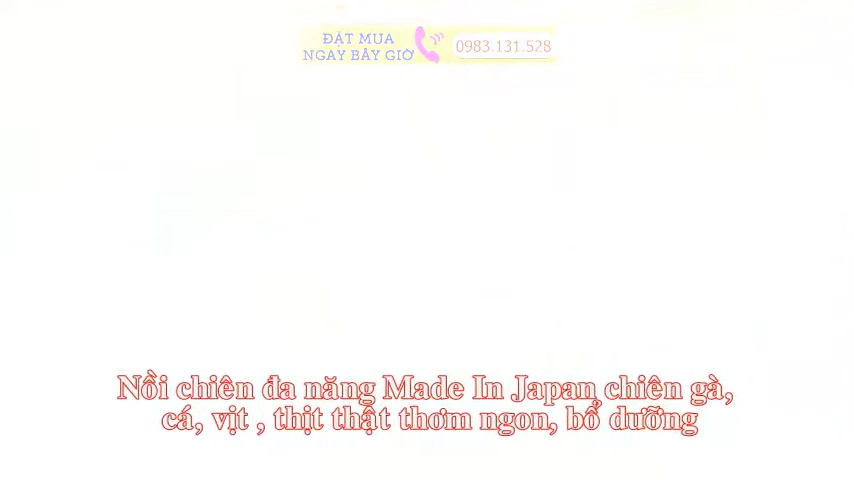 ĐẶT MUA
NGAY BÂY GIỜ
0983.131.528
Nồi chiên đa năng Made In Japan chiên gà,
cá, vịt , thịt thật thơm ngon, bổ dưỡng